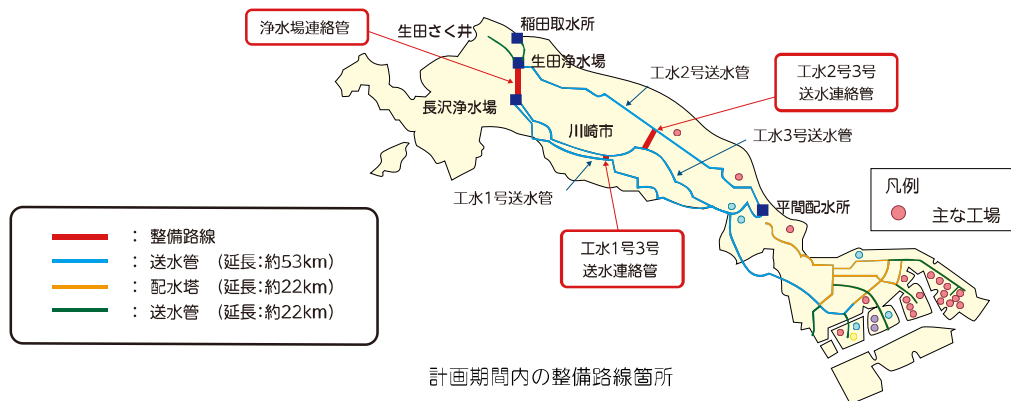 浄水場連絡管
生田さく井
稲田取水所
生田浄水場
長沢浄水場
工水2号送水管
工水2号3号
送水連絡管
川崎市
工水3号送水管
工水1号送水管
平間配水所
工水1号3号
送水連絡管
凡例
主な工場
： 整備路線
： 送水管 （延長：約53km）
： 配水塔 （延長：約22km）
： 送水管 （延長：約22km）
計画期間内の整備路線箇所